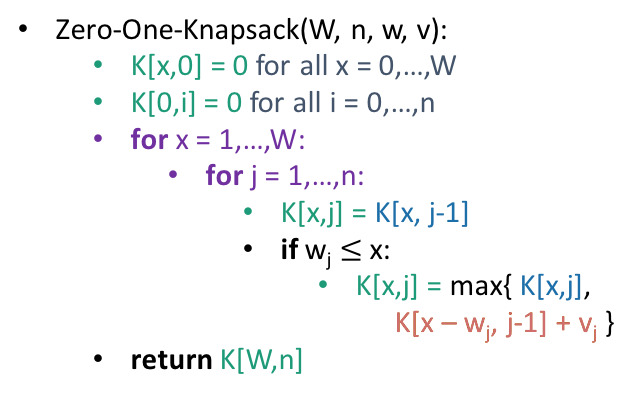 • Zero-One-Knapsack(W, n, w, v):
• K[x,0] = 0 for all x = 0,…,W
• K[0,i] = 0 for all i = 0,…,n
• for x = 1,…,W:
• for j = 1,…,n:
• K[x,j] = K[x, j-1]
• if wⱼ ≤ x:
• K[x,j] = max{ K[x,j],
K[x – wⱼ, j-1] + vⱼ }
• return K[W,n]